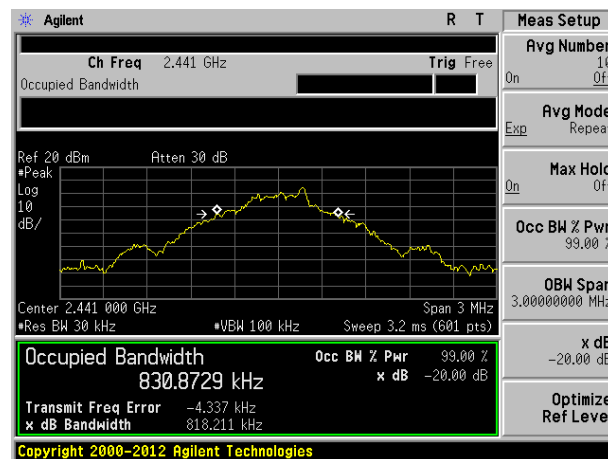 Agilent R T Meas Setup
Ch Freq 2.441 GHz Trig Free
Occupied Bandwidth
Avg Number
10
On Off
Avg Mode
Exp Repeat
Max Hold
On Off
Occ BW % Pwr
99.00 %
OBW Span
3.00000000 MHz
x dB
-20.00 dB
Optimize
Ref Level
Ref 20 dBm Atten 30 dB
#Peak
Log
10
dB/
Center 2.441 000 GHz Span 3 MHz
#Res BW 30 kHz #VBW 100 kHz Sweep 3.2 ms (601 pts)
Occupied Bandwidth Occ BW % Pwr 99.00 %
830.8729 kHz x dB -20.00 dB
Transmit Freq Error -4.337 kHz
x dB Bandwidth 818.211 kHz
Copyright 2000-2012 Agilent Technologies